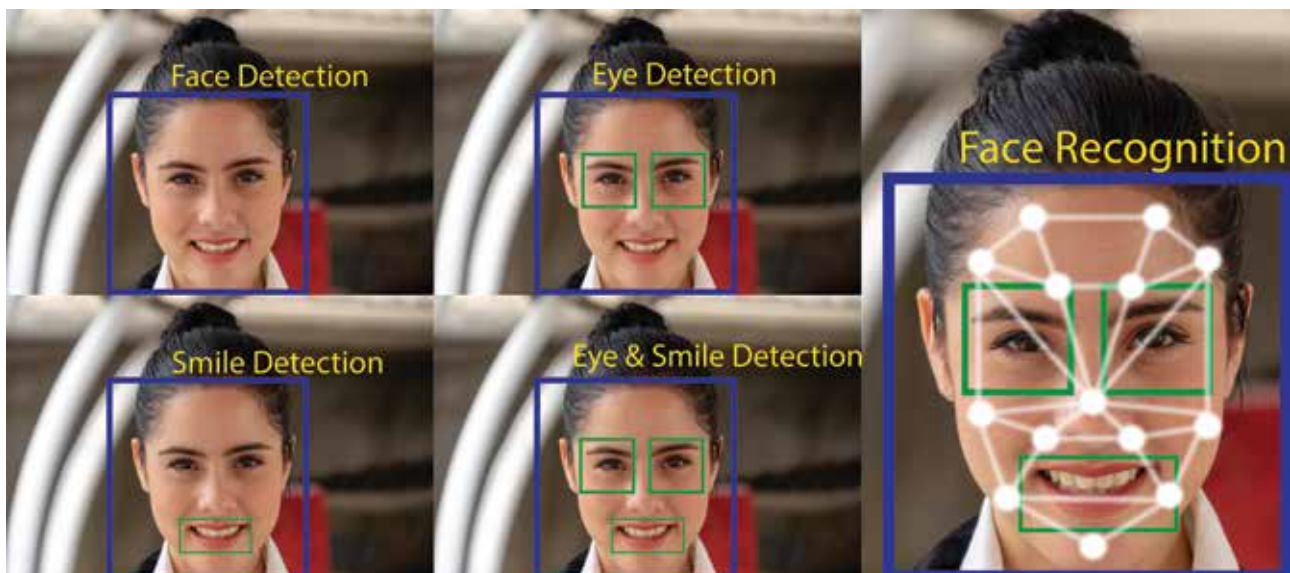 Face Detection
Eye Detection
Smile Detection
Eye & Smile Detection
Face Recognition